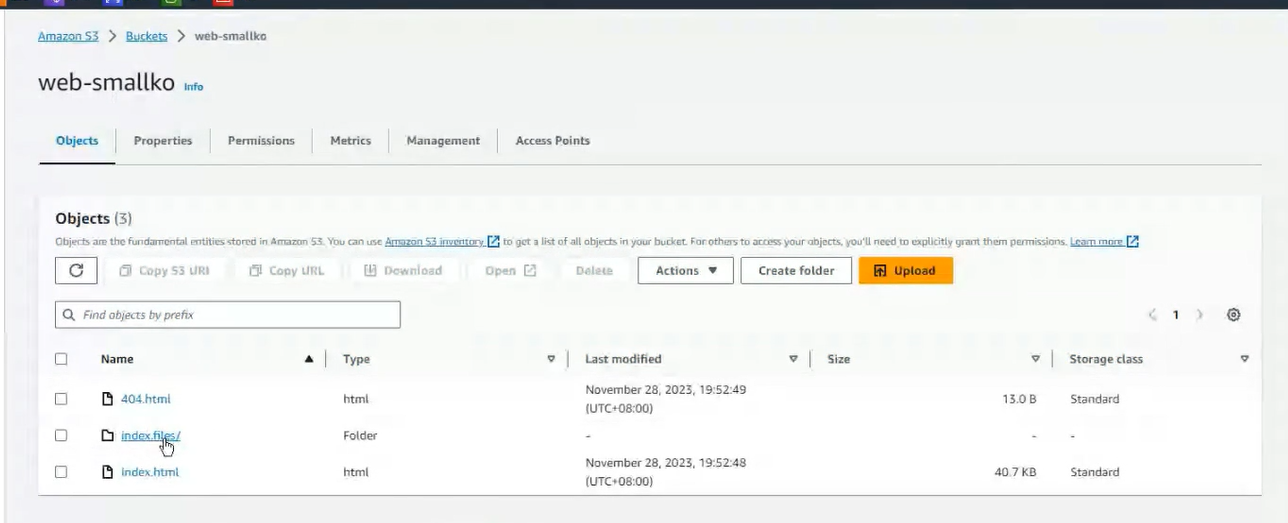 Amazon S3 > Buckets > web-smallko
web-smallko Info
Objects Properties Permissions Metrics Management Access Points
Objects (3)
Objects are the fundamental entities stored in Amazon S3. You can use Amazon S3 inventory to get a list of all objects in your bucket. For others to access your objects, you'll need to explicitly grant them permissions. Learn more
Copy S3 URI Copy URL Download Open Delete Actions Create folder Upload
Find objects by prefix 1
Name Type Last modified Size Storage class
404.html html November 28, 2023, 19:52:49 (UTC+08:00) 13.0 B Standard
index.files/ Folder - - -
index.html html November 28, 2023, 19:52:48 (UTC+08:00) 40.7 KB Standard